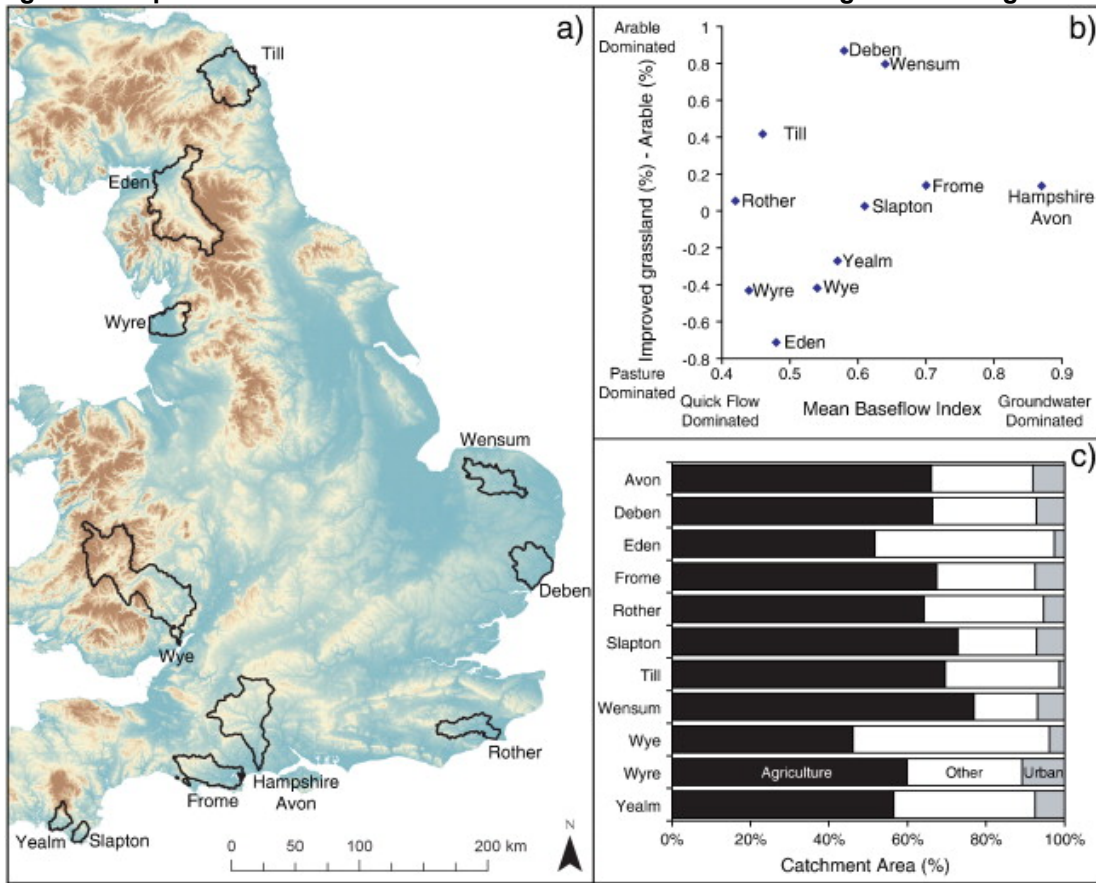 a)
Till
Eden
Wyre
Wensum
Deben
Wye
Rother
Hampshire
Avon
Frome
Yealm
Slapton
0 50 100 200 km
N
b)
Arable
Dominated
Improved grassland (%) - Arable (%)
1
0.8
0.6
0.4
0.2
0
-0.2
-0.4
-0.6
-0.8
Pasture
Dominated
Deben
Wensum
Till
Frome
Hampshire
Avon
Rother
Slapton
Yealm
Wyre
Wye
Eden
0.4 0.5 0.6 0.7 0.8 0.9
Quick Flow
Dominated
Mean Baseflow Index
Groundwater
Dominated
c)
Avon
Deben
Eden
Frome
Rother
Slapton
Till
Wensum
Wye
Wyre Agriculture Other Urban
Yealm
0% 20% 40% 60% 80% 100%
Catchment Area (%)